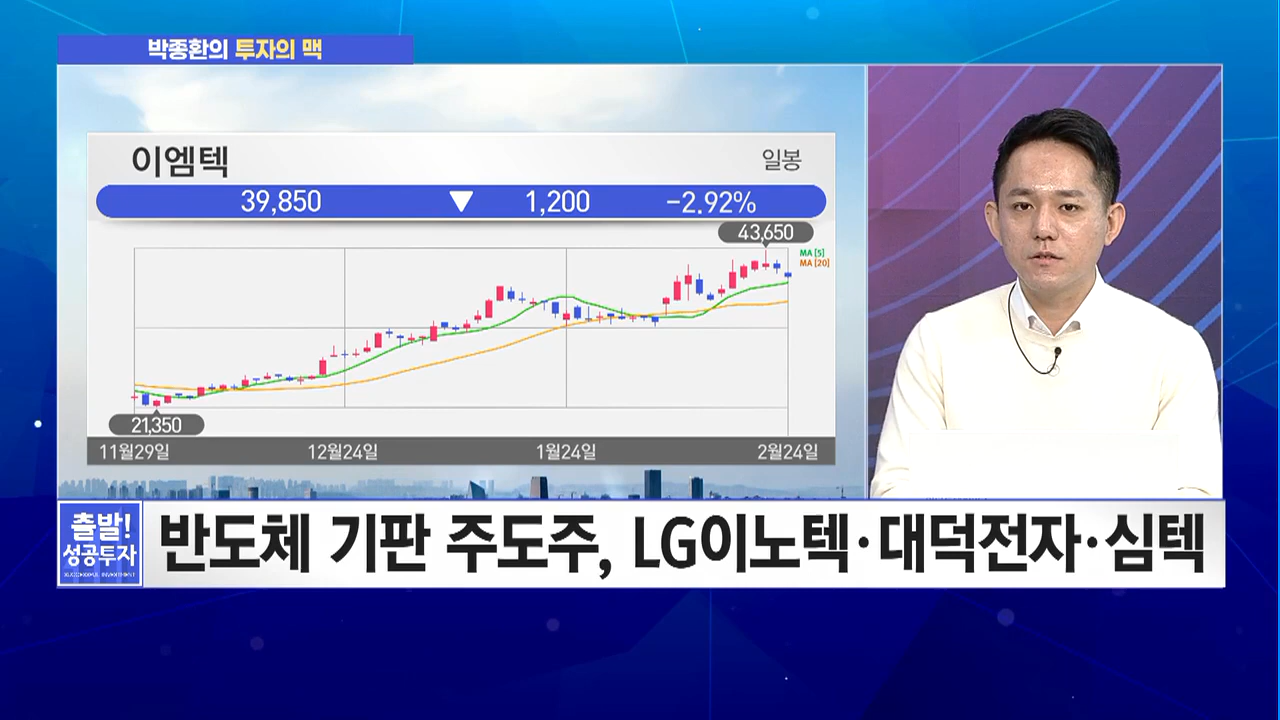 박종환의 투자의 맥
이엠텍
일봉
39,850 ▼ 1,200 -2.92%
43,650
MA [5]
MA [20]
21,350
11월29일 12월24일 1월24일 2월24일
출발!
성공투자
SUCCESSFUL INVESTMENT
반도체 기판 주도주, LG이노텍·대덕전자·심텍